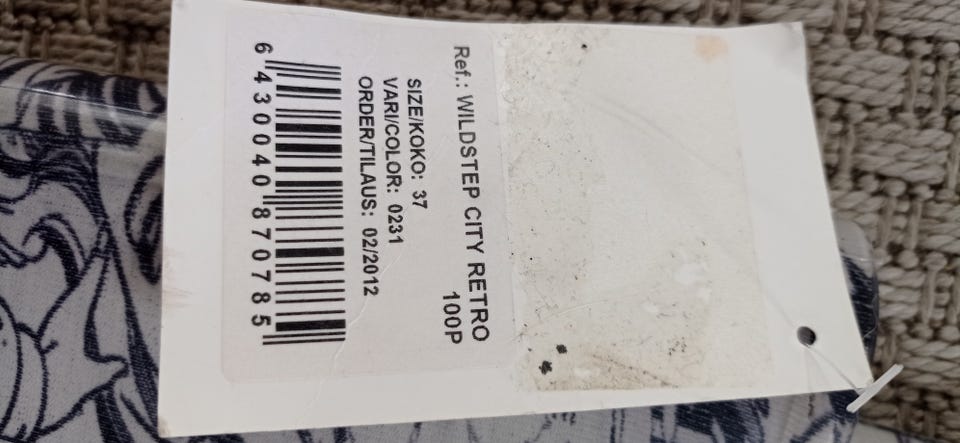 Ref.: WILDSTEP CITY RETRO
100P
SIZE/KOKO: 37
VARI/COLOR: 0231
ORDER/TILAUS: 02/2012
6 430040 870785